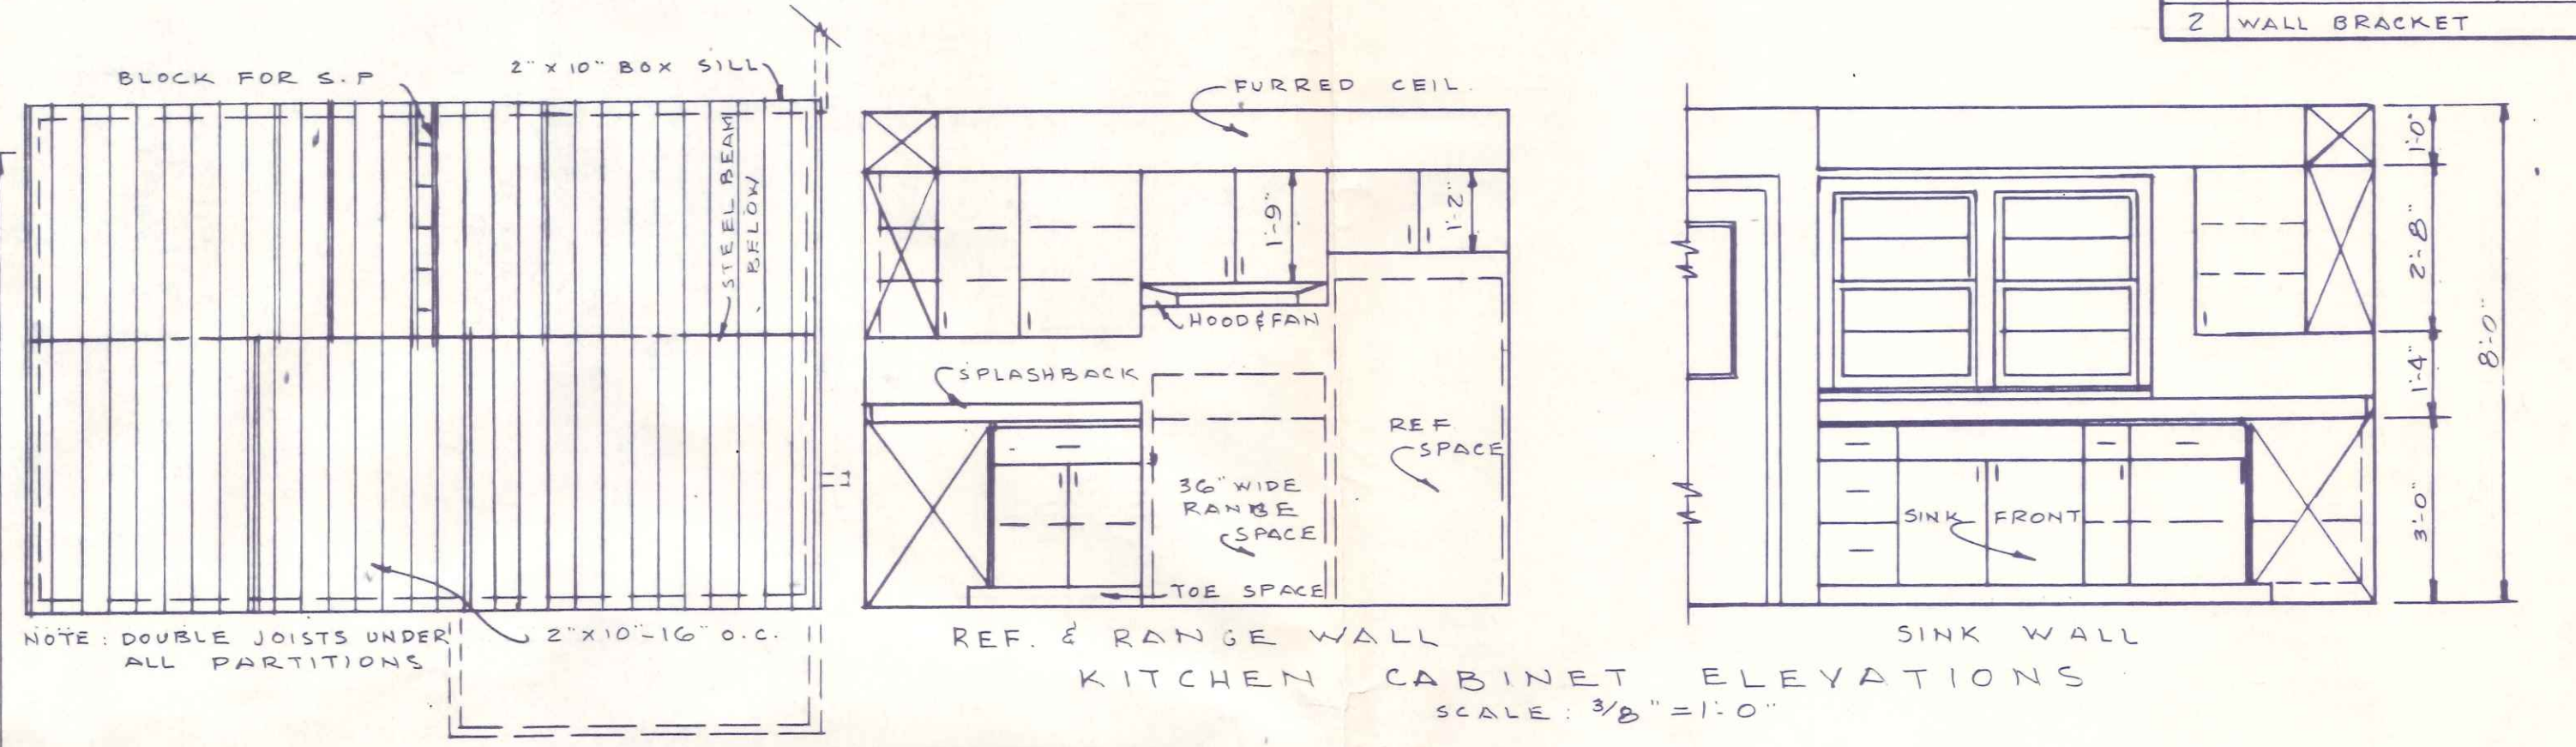 2 WALL BRACKET
BLOCK FOR S.P
2" x 10" BOX SILL
STEEL BEAM
BELOW
NOTE: DOUBLE JOISTS UNDER
ALL PARTITIONS
2"x10"-16" O.C.
FURRED CEIL.
1'-9"
1'-2"
HOOD & FAN
SPLASHBACK
REF
SPACE
36" WIDE
RANGE
SPACE
TOE SPACE
REF. & RANGE WALL
SINK FRONT
1'-0"
2'-8"
1'-4"
3'-0"
8'-0"
SINK WALL
KITCHEN CABINET ELEVATIONS
SCALE: 3/8" = 1'-0"